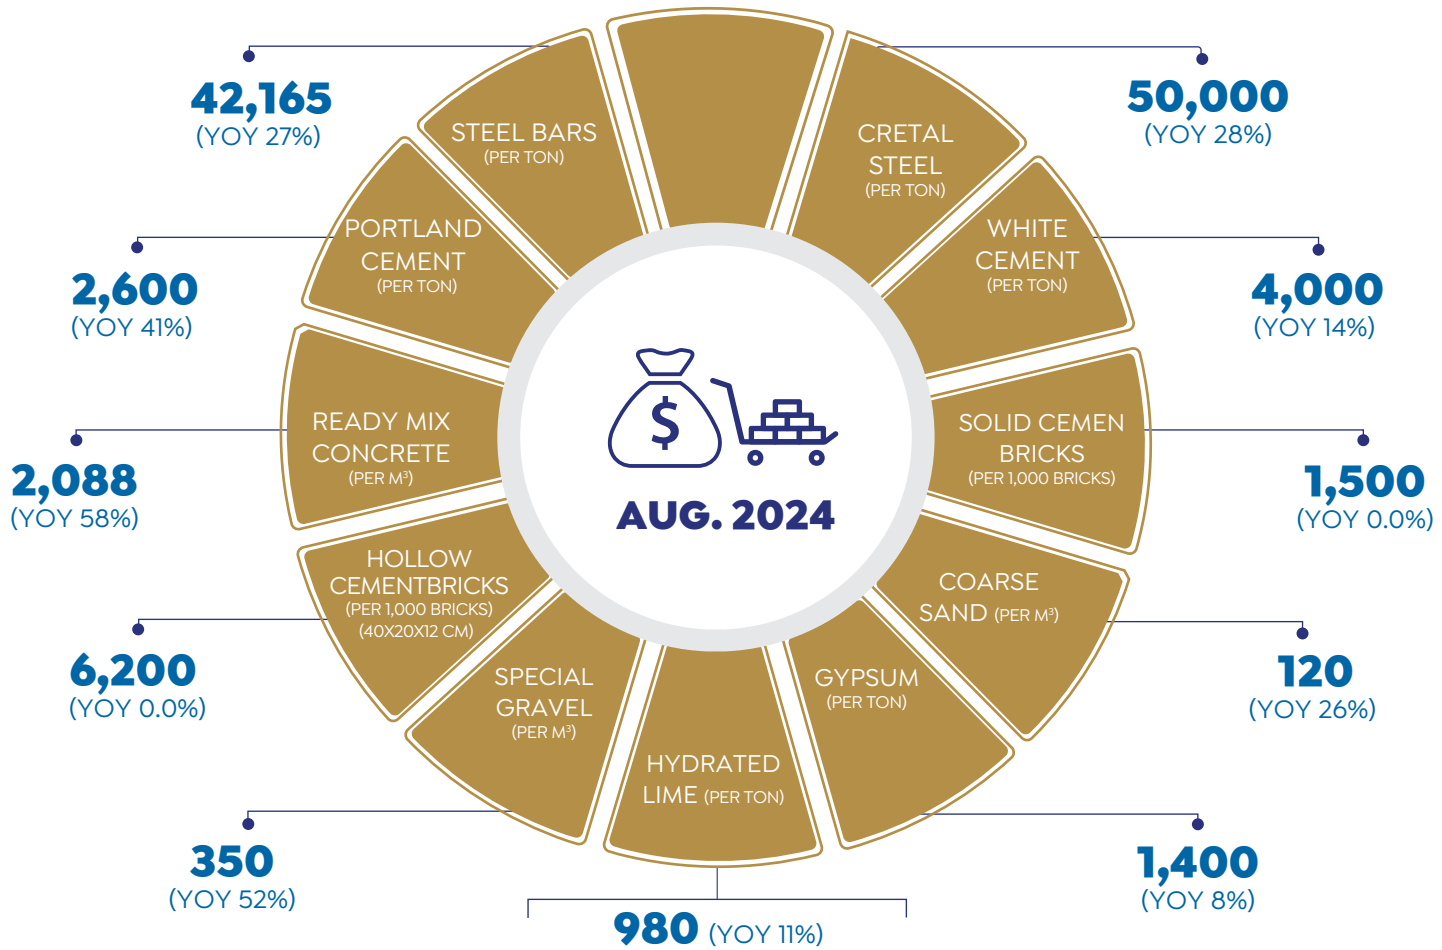 42,165
(YOY 27%)
STEEL BARS
(PER TON)
CRETAL
STEEL
(PER TON)
50,000
(YOY 28%)
2,600
(YOY 41%)
PORTLAND
CEMENT
(PER TON)
WHITE
CEMENT
(PER TON)
4,000
(YOY 14%)
2,088
(YOY 58%)
READY MIX
CONCRETE
(PER M³)
$
AUG. 2024
SOLID CEMEN
BRICKS
(PER 1,000 BRICKS)
1,500
(YOY 0.0%)
6,200
(YOY 0.0%)
HOLLOW
CEMENTBRICKS
(PER 1,000 BRICKS)
(40X20X12 CM)
COARSE
SAND (PER M³)
120
(YOY 26%)
350
(YOY 52%)
SPECIAL
GRAVEL
(PER M³)
HYDRATED
LIME (PER TON)
980 (YOY 11%)
GYPSUM
(PER TON)
1,400
(YOY 8%)